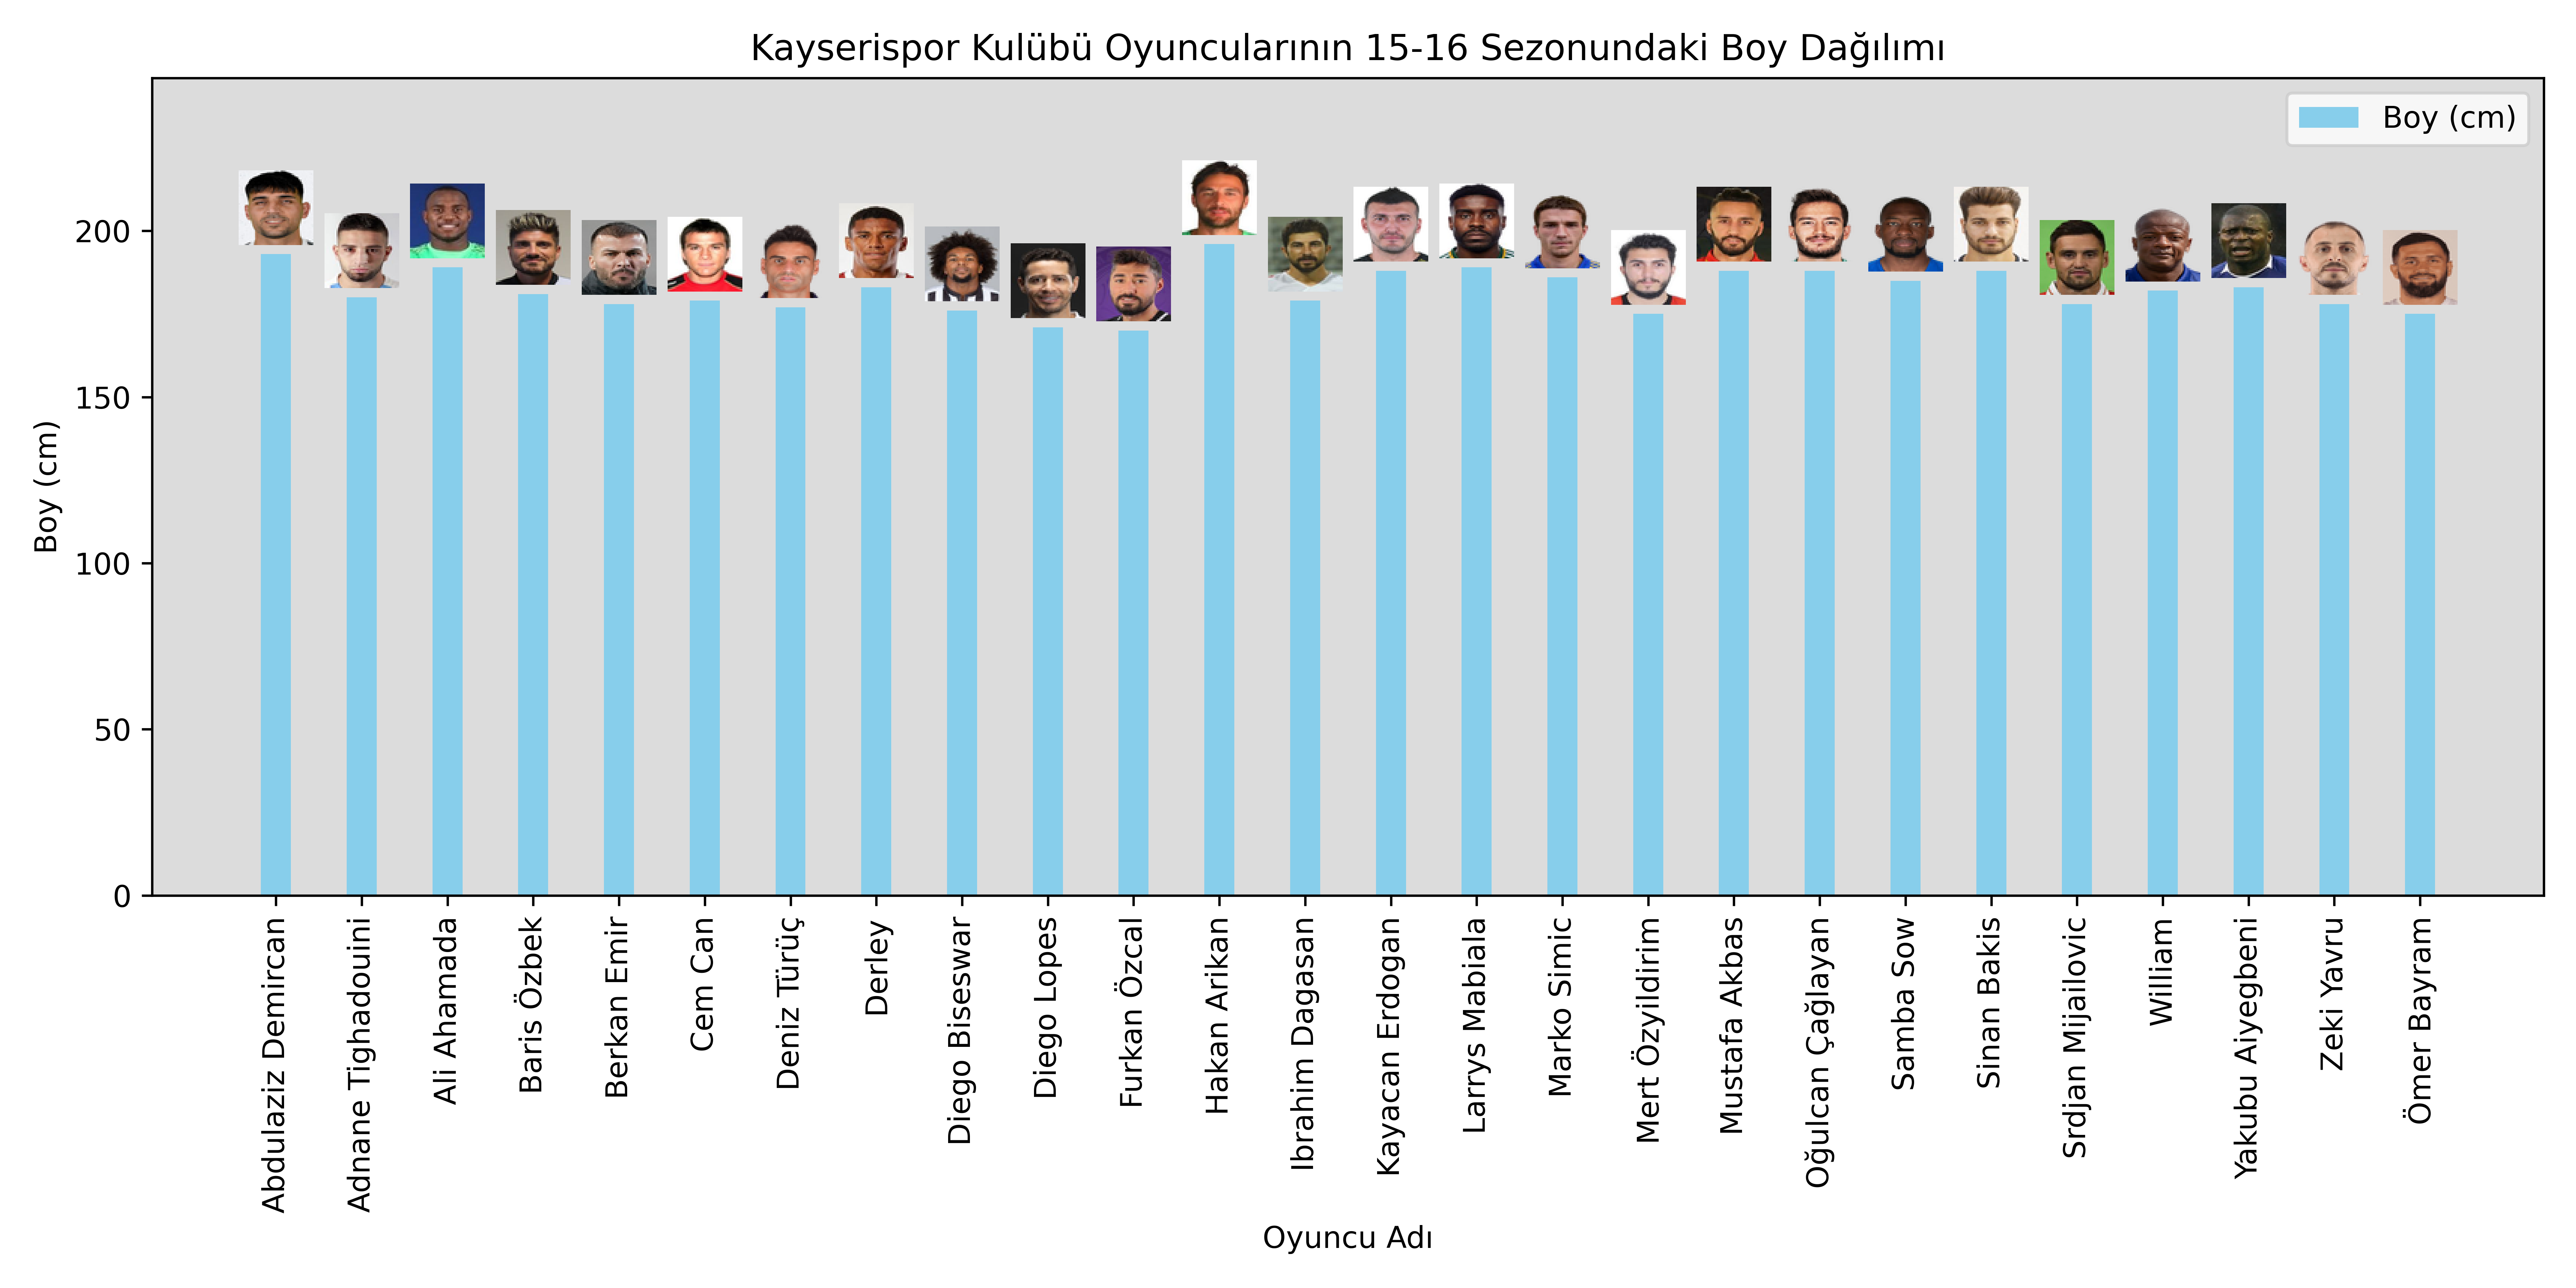 Kayserispor Kulübü Oyuncularının 15-16 Sezonundaki Boy Dağılımı
Boy (cm)
200
150
100
50
0
Boy (cm)
Abdulaziz Demircan
Adnane Tighadouini
Ali Ahamada
Baris Özbek
Berkan Emir
Cem Can
Deniz Türüç
Derley
Diego Biseswar
Diego Lopes
Furkan Özcal
Hakan Arikan
Ibrahim Dagasan
Kayacan Erdogan
Larrys Mabiala
Marko Simic
Mert Özyildirim
Mustafa Akbas
Oğulcan Çağlayan
Samba Sow
Sinan Bakis
Srdjan Mijailovic
William
Yakubu Aiyegbeni
Zeki Yavru
Ömer Bayram
Oyuncu Adı